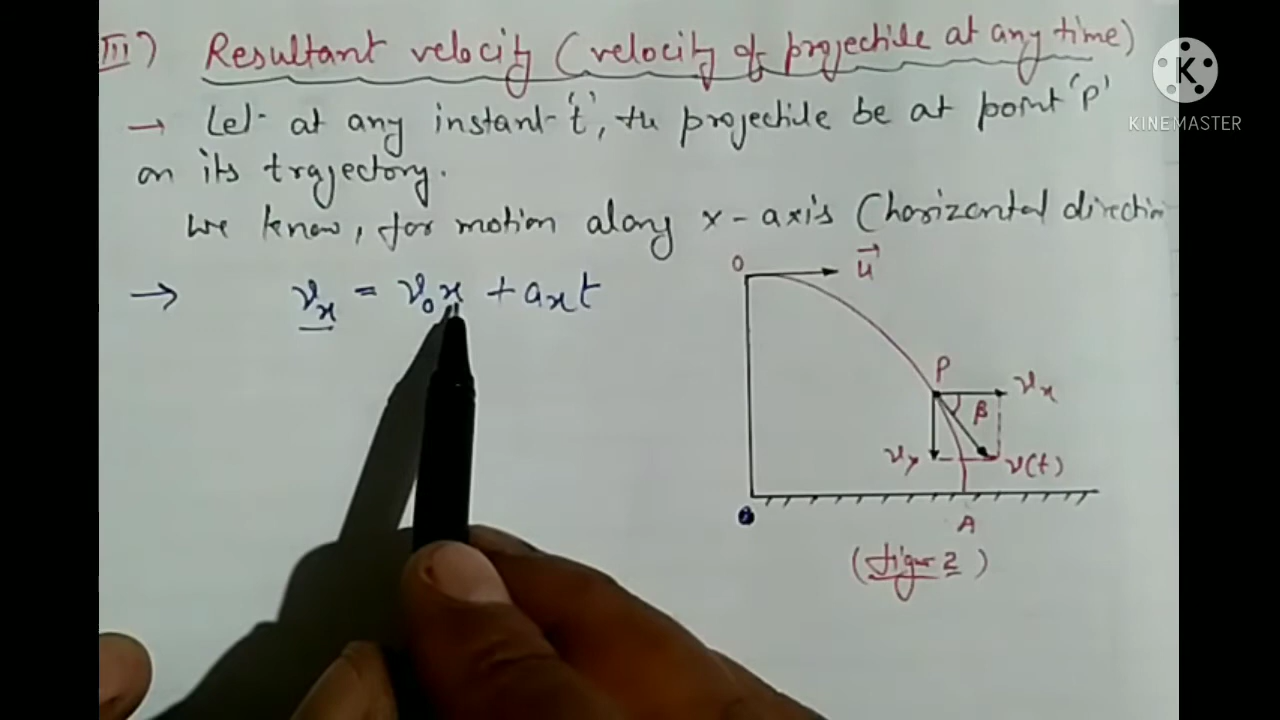 III) Resultant velocity (velocity of projectile at any time)
K
KINEMASTER
→ Let at any instant 't', the projectile be at point 'P'
on its trajectory.
We know, for motion along x-axis (horizontal direction
→ vx = v₀x + axt
O
u⃗
P
vx
β
vy
v(t)
A
(figure 2)